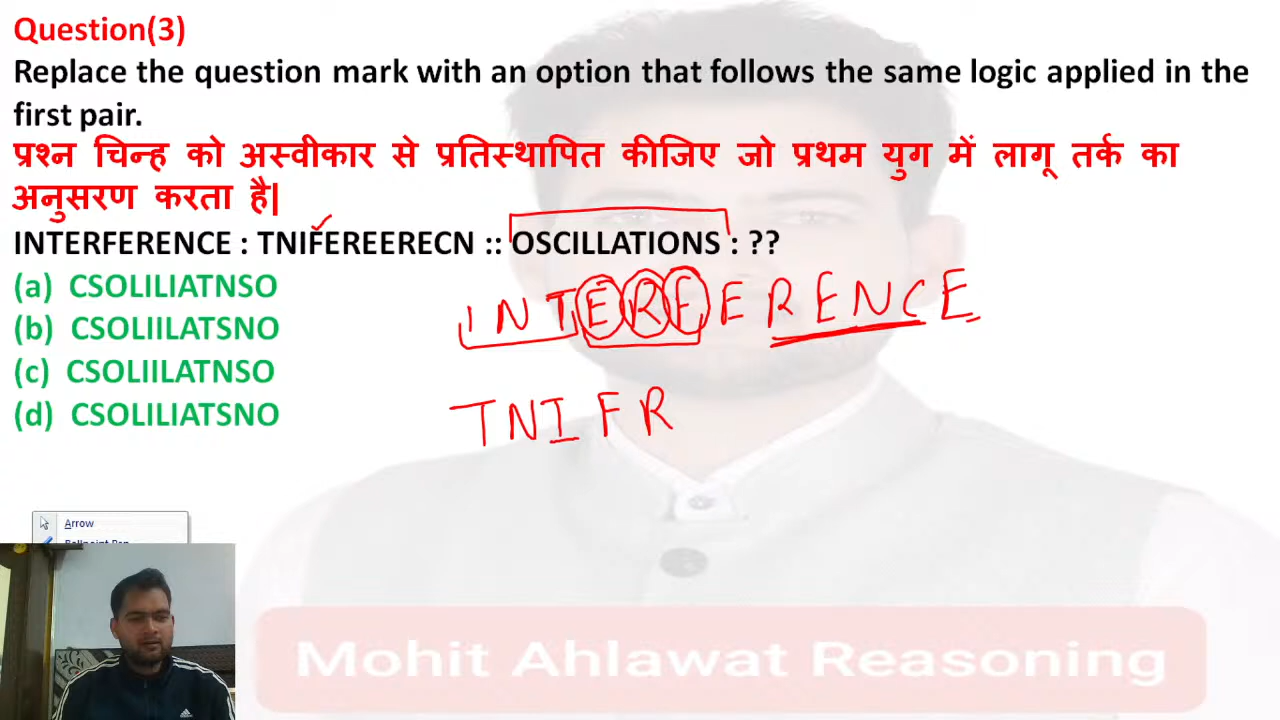 Question(3)
Replace the question mark with an option that follows the same logic applied in the
first pair.
प्रश्न चिन्ह को अस्वीकार से प्रतिस्थापित कीजिए जो प्रथम युग में लागू तर्क का
अनुसरण करता है|
INTERFERENCE : TNIFEREERECN :: OSCILLATIONS : ??
(a) CSOLILIATNSO
(b) CSOLIILATSNO
(c) CSOLIILATNSO
(d) CSOLILIATSNO
INTEREERENCE
TNIFR
Arrow
Mohit Ahlawat Reasoning